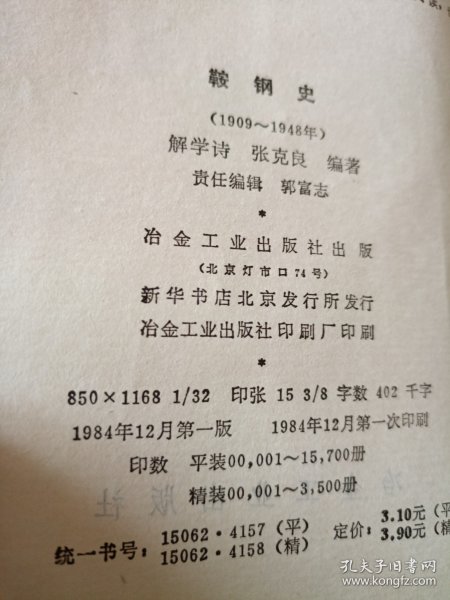 鞍钢史
(1909～1948年)
解学诗 张克良 编著
责任编辑 郭富志
*
冶金工业出版社出版
(北京灯市口74号)
新华书店北京发行所发行
冶金工业出版社印刷厂印刷
*
850×1168 1/32 印张 15 3/8 字数 402 千字
1984年12月第一版 1984年12月第一次印刷
印数 平装00,001～15,700册
精装00,001～3,500册
统一书号: 15062·4157(平) 定价: 3.10元(平
15062·4158(精) 3.90元(精
孔夫子旧书网
www.kongfz.com